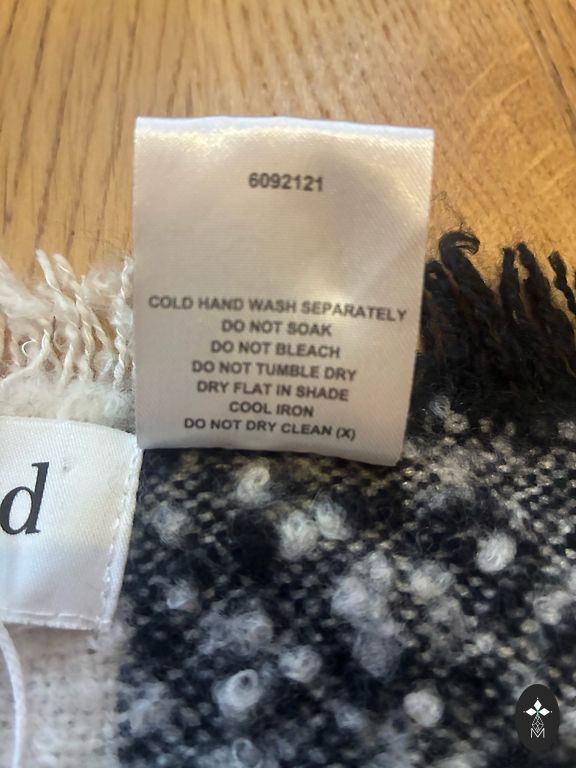 6092121
COLD HAND WASH SEPARATELY
DO NOT SOAK
DO NOT BLEACH
DO NOT TUMBLE DRY
DRY FLAT IN SHADE
COOL IRON
DO NOT DRY CLEAN (X)
d
M